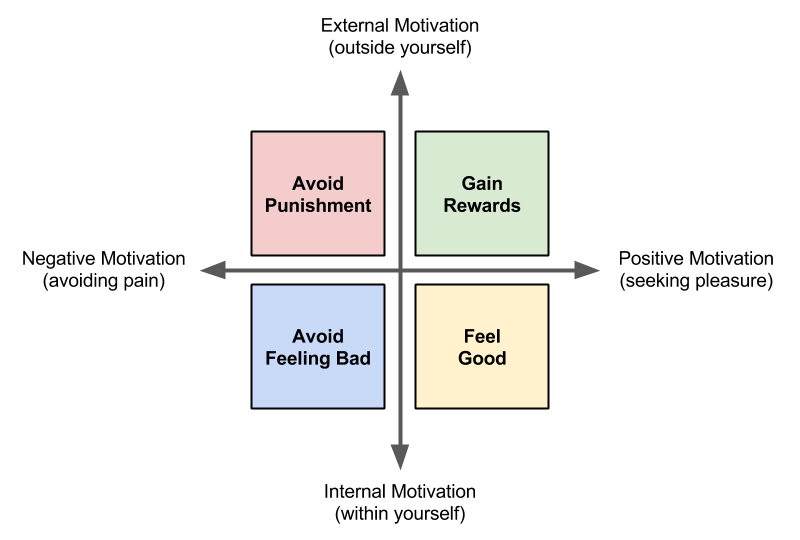 External Motivation
(outside yourself)
Avoid
Punishment
Gain
Rewards
Negative Motivation
(avoiding pain)
Positive Motivation
(seeking pleasure)
Avoid
Feeling Bad
Feel
Good
Internal Motivation
(within yourself)